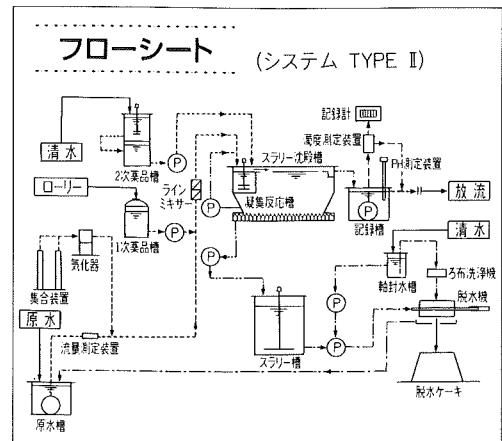 フローシート
(システム TYPE Ⅱ)
記録計
濁度測定装置
清水
P
2次薬品槽
ライン
ミキサー
スラリー沈殿槽
PH測定装置
凝集反応槽
P
ローリー
1次薬品槽
P
P
記録槽
放流
清水
気化器
集合装置
P
軸封水槽
ろ布洗浄機
P
脱水機
原水
流量測定装置
スラリー槽
P
脱水ケーキ
原水槽